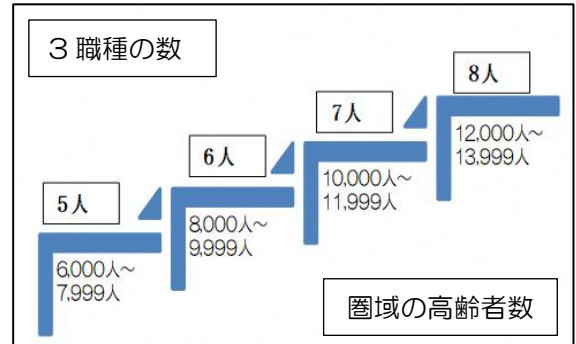 3職種の数
8人
12,000人～
13,999人
7人
10,000人～
11,999人
6人
8,000人～
9,999人
5人
6,000人～
7,999人
圏域の高齢者数